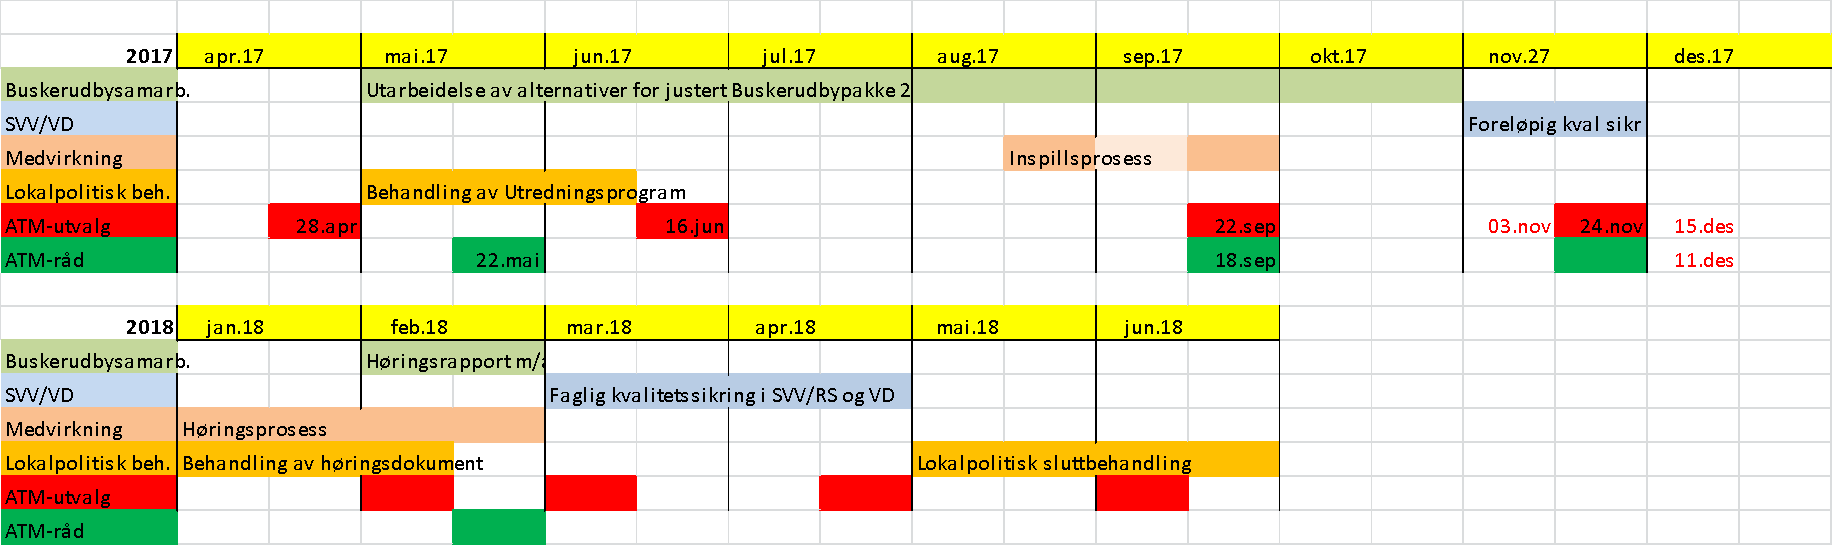 2017 apr.17 mai.17 jun.17 jul.17 aug.17 sep.17 okt.17 nov.27 des.17
Buskerudbysamarb. Utarbeidelse av alternativer for justert Buskerudbypakke 2
SVV/VD Foreløpig kval sikr
Medvirkning Inspillsprosess
Lokalpolitisk beh. Behandling av Utredningsprogram
ATM-utvalg 28.apr 16.jun 22.sep 03.nov 24.nov 15.des
ATM-råd 22.mai 18.sep 11.des
2018 jan.18 feb.18 mar.18 apr.18 mai.18 jun.18
Buskerudbysamarb. Høringsrapport m/a
SVV/VD Faglig kvalitetssikring i SVV/RS og VD
Medvirkning Høringsprosess
Lokalpolitisk beh. Behandling av høringsdokument Lokalpolitisk sluttbehandling
ATM-utvalg
ATM-råd